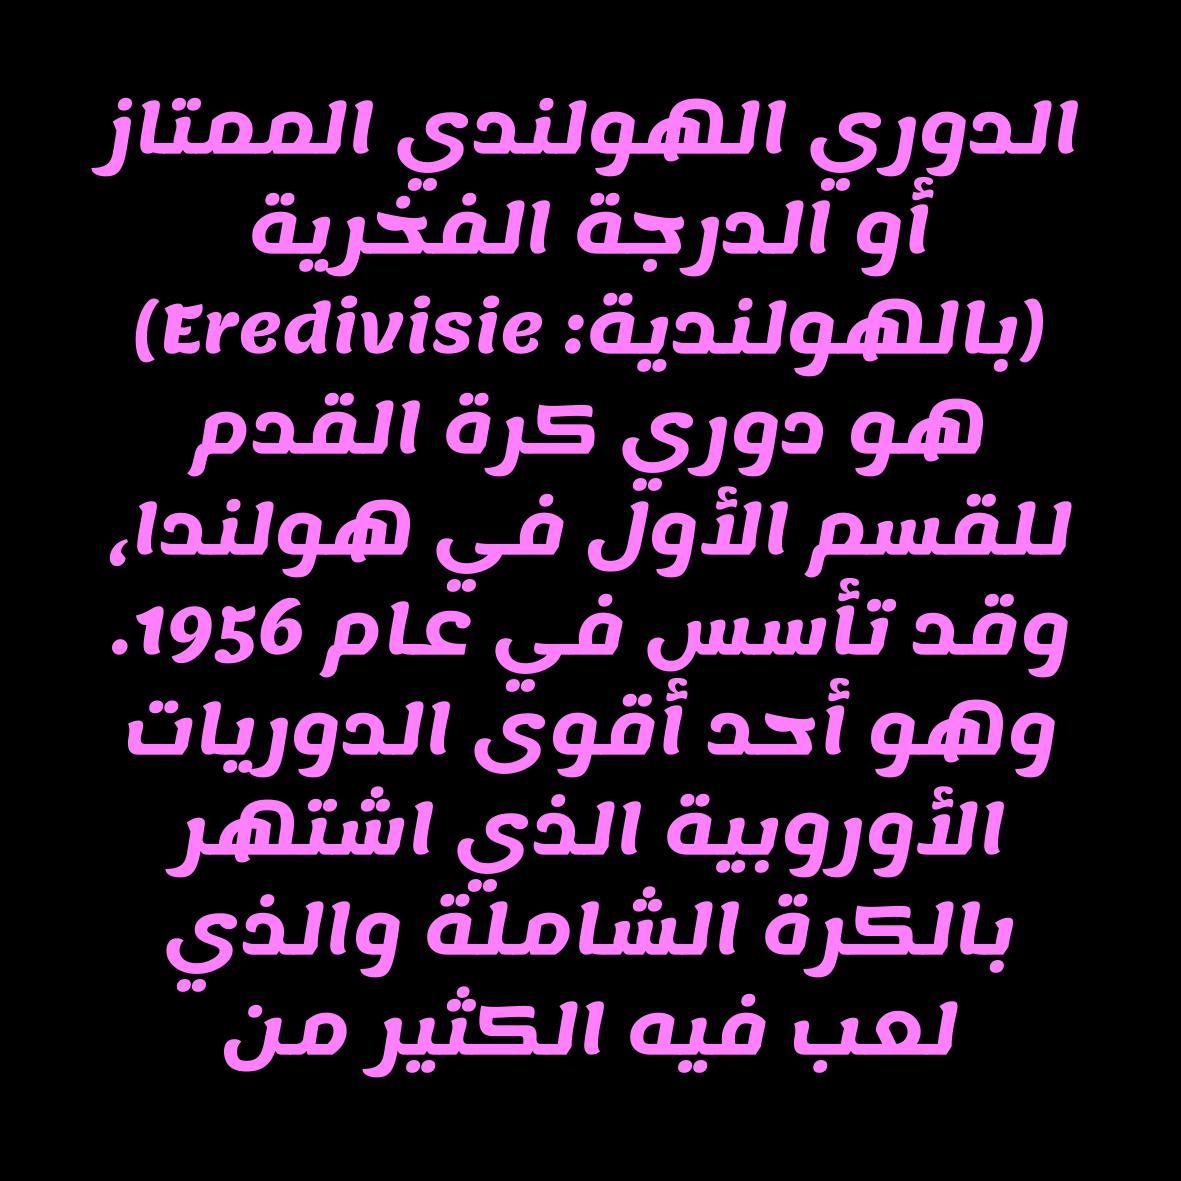 الدوري الهولندي الممتاز
أو الدرجة الفخرية
(بالهولندية: Eredivisie)
هو دوري كرة القدم
للقسم الأول في هولندا،
وقد تأسس في عام 1956.
وهو أحد أقوى الدوريات
الأوروبية الذي اشتهر
بالكرة الشاملة والذي
لعب فيه الكثير من